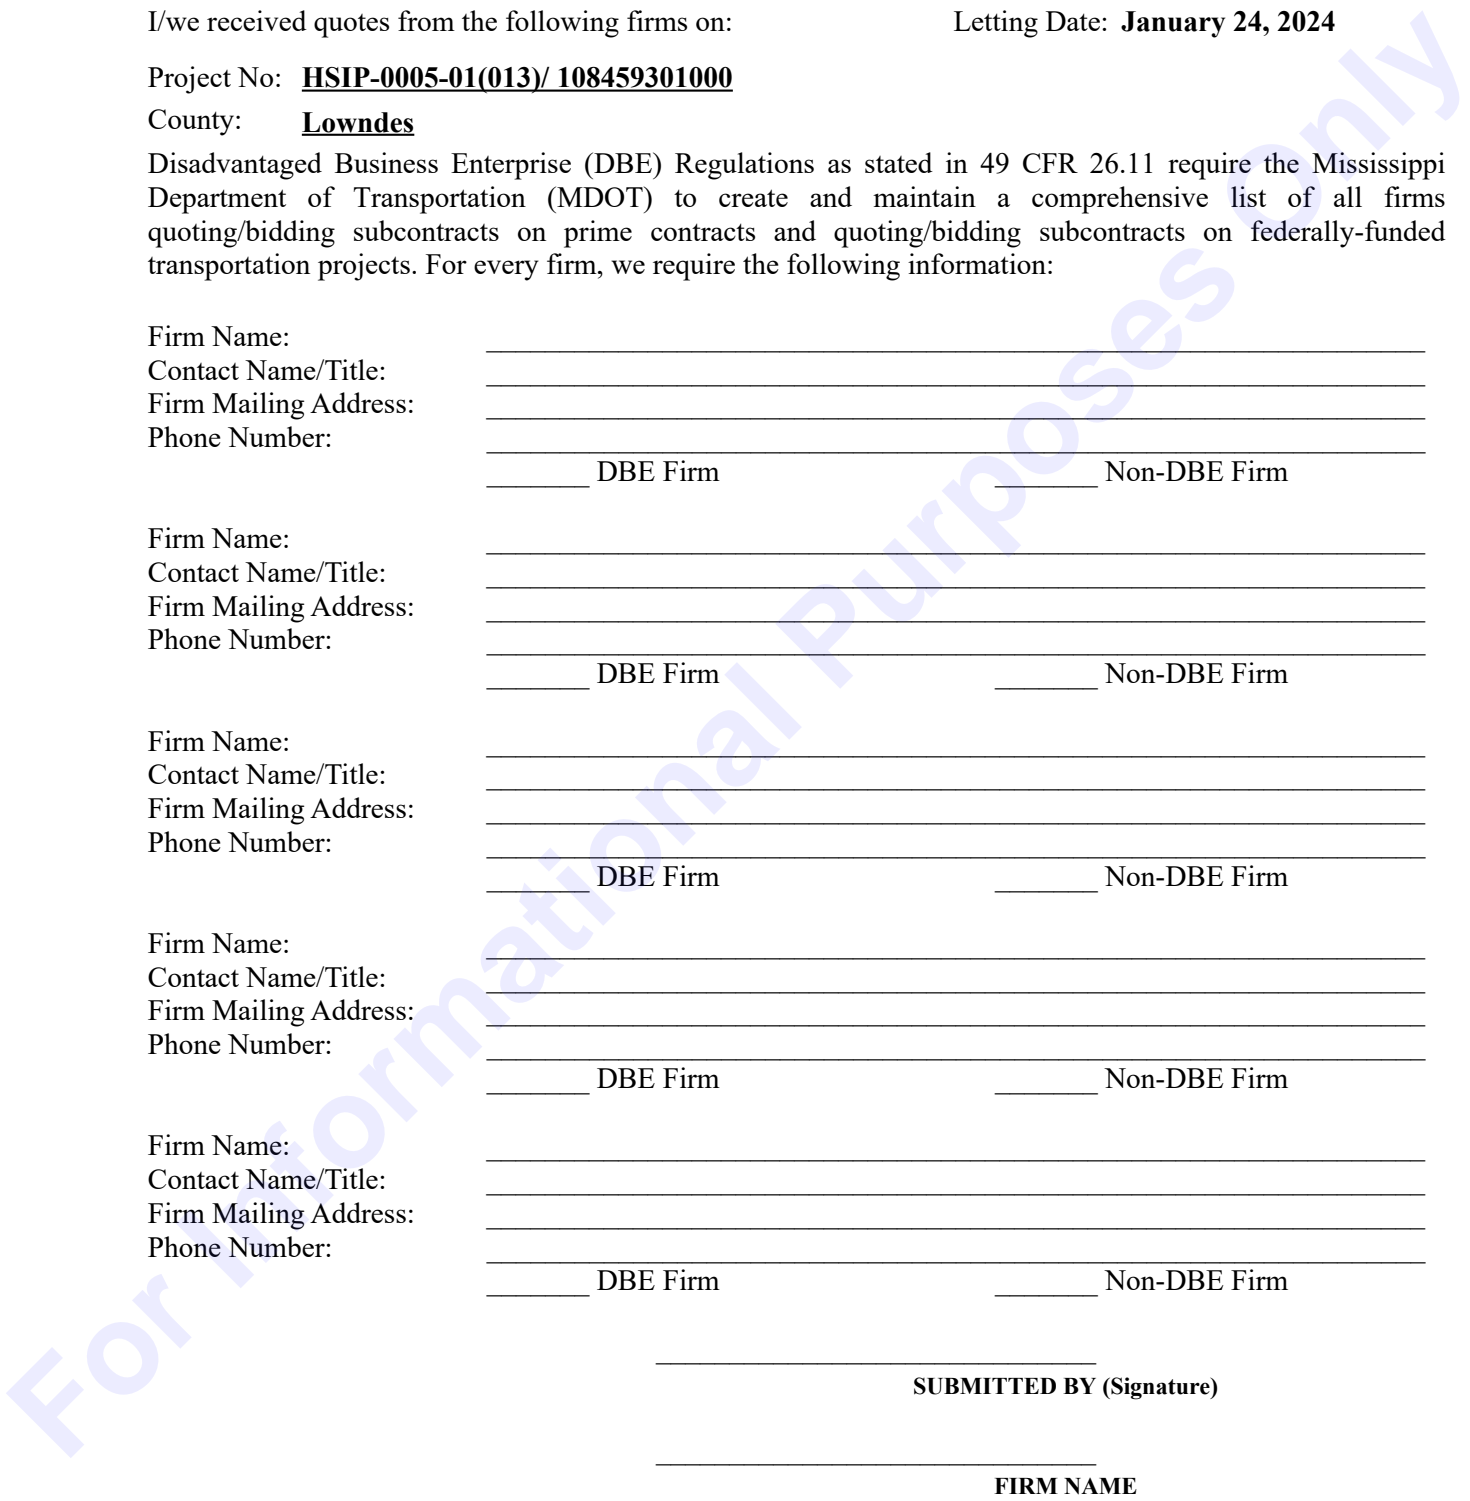 I/we received quotes from the following firms on: Letting Date: January 24, 2024
Project No: HSIP-0005-01(013)/ 108459301000
County: Lowndes
Disadvantaged Business Enterprise (DBE) Regulations as stated in 49 CFR 26.11 require the Mississippi
Department of Transportation (MDOT) to create and maintain a comprehensive list of all firms
quoting/bidding subcontracts on prime contracts and quoting/bidding subcontracts on federally-funded
transportation projects. For every firm, we require the following information:
Firm Name:
Contact Name/Title:
Firm Mailing Address:
Phone Number:
DBE Firm Non-DBE Firm
Firm Name:
Contact Name/Title:
Firm Mailing Address:
Phone Number:
DBE Firm Non-DBE Firm
Firm Name:
Contact Name/Title:
Firm Mailing Address:
Phone Number:
DBE Firm Non-DBE Firm
Firm Name:
Contact Name/Title:
Firm Mailing Address:
Phone Number:
DBE Firm Non-DBE Firm
Firm Name:
Contact Name/Title:
Firm Mailing Address:
Phone Number:
DBE Firm Non-DBE Firm
SUBMITTED BY (Signature)
FIRM NAME
For Informational Purposes Only